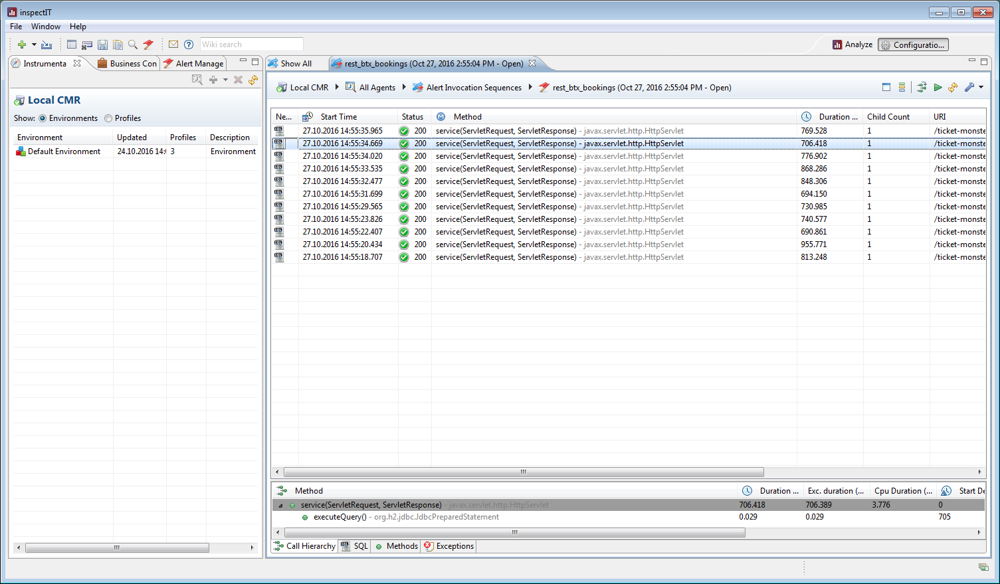 inspectIT
File Window Help
Wiki search
Analyze
Configuratio...
Instrumenta
Business Con
Alert Manage
Local CMR
Show: Environments Profiles
Environment Updated Profiles Description
Default Environment 24.10.2016 14:( 3 Environment
Show All
rest_btx_bookings (Oct 27, 2016 2:55:04 PM - Open)
Local CMR All Agents Alert Invocation Sequences rest_btx_bookings (Oct 27, 2016 2:55:04 PM - Open)
Ne... Start Time Status Method Duration ... Child Count URI
27.10.2016 14:55:35.965 200 service(ServletRequest, ServletResponse) - javax.servlet.http.HttpServlet 769.528 1 /ticket-monste
27.10.2016 14:55:34.669 200 service(ServletRequest, ServletResponse) - javax.servlet.http.HttpServlet 706.418 1 /ticket-monste
27.10.2016 14:55:34.020 200 service(ServletRequest, ServletResponse) - javax.servlet.http.HttpServlet 776.902 1 /ticket-monste
27.10.2016 14:55:33.535 200 service(ServletRequest, ServletResponse) - javax.servlet.http.HttpServlet 868.286 1 /ticket-monste
27.10.2016 14:55:32.477 200 service(ServletRequest, ServletResponse) - javax.servlet.http.HttpServlet 848.306 1 /ticket-monste
27.10.2016 14:55:31.699 200 service(ServletRequest, ServletResponse) - javax.servlet.http.HttpServlet 694.150 1 /ticket-monste
27.10.2016 14:55:29.565 200 service(ServletRequest, ServletResponse) - javax.servlet.http.HttpServlet 730.985 1 /ticket-monste
27.10.2016 14:55:23.826 200 service(ServletRequest, ServletResponse) - javax.servlet.http.HttpServlet 740.577 1 /ticket-monste
27.10.2016 14:55:22.407 200 service(ServletRequest, ServletResponse) - javax.servlet.http.HttpServlet 690.861 1 /ticket-monste
27.10.2016 14:55:20.434 200 service(ServletRequest, ServletResponse) - javax.servlet.http.HttpServlet 955.771 1 /ticket-monste
27.10.2016 14:55:18.707 200 service(ServletRequest, ServletResponse) - javax.servlet.http.HttpServlet 813.248 1 /ticket-monste
Method Duration ... Exc. duration (... Cpu Duration (... Start De
service(ServletRequest, ServletResponse) - javax.servlet.http.HttpServlet 706.418 706.389 3.776 0
executeQuery() - org.h2.jdbc.JdbcPreparedStatement 0.029 0.029 705
Call Hierarchy SQL Methods Exceptions